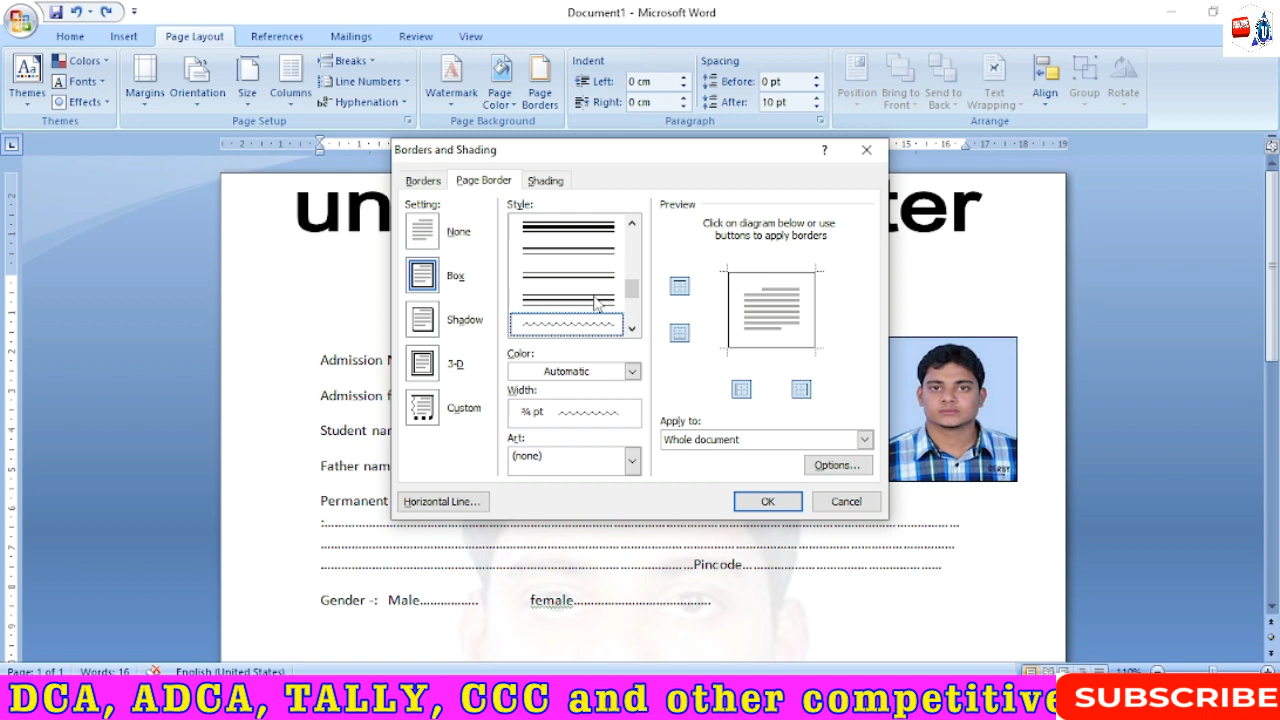 Document1 - Microsoft Word
Home Insert Page Layout References Mailings Review View
Themes
Colors
Fonts
Effects
Themes
Margins
Orientation
Size
Columns
Breaks
Line Numbers
Hyphenation
Page Setup
Watermark
Page Color
Page Borders
Page Background
Indent
Left: 0 cm
Right: 0 cm
Spacing
Before: 0 pt
After: 10 pt
Paragraph
Position
Bring to Front
Send to Back
Text Wrapping
Align
Group
Rotate
Arrange
un
ter
Admission
Admission f
Student nar
Father nam
Permanent
:
Pincode
Gender -: Male................. female
Borders and Shading
Borders Page Border Shading
Setting:
None
Box
Shadow
3-D
Custom
Style:
Color:
Automatic
Width:
¾ pt
Art:
(none)
Preview
Click on diagram below or use
buttons to apply borders
Apply to:
Whole document
Options...
Horizontal Line...
OK
Cancel
Page: 1 of 1 Words: 16 English (United States) 110%
DCA, ADCA, TALLY, CCC and other competitive
SUBSCRIBE